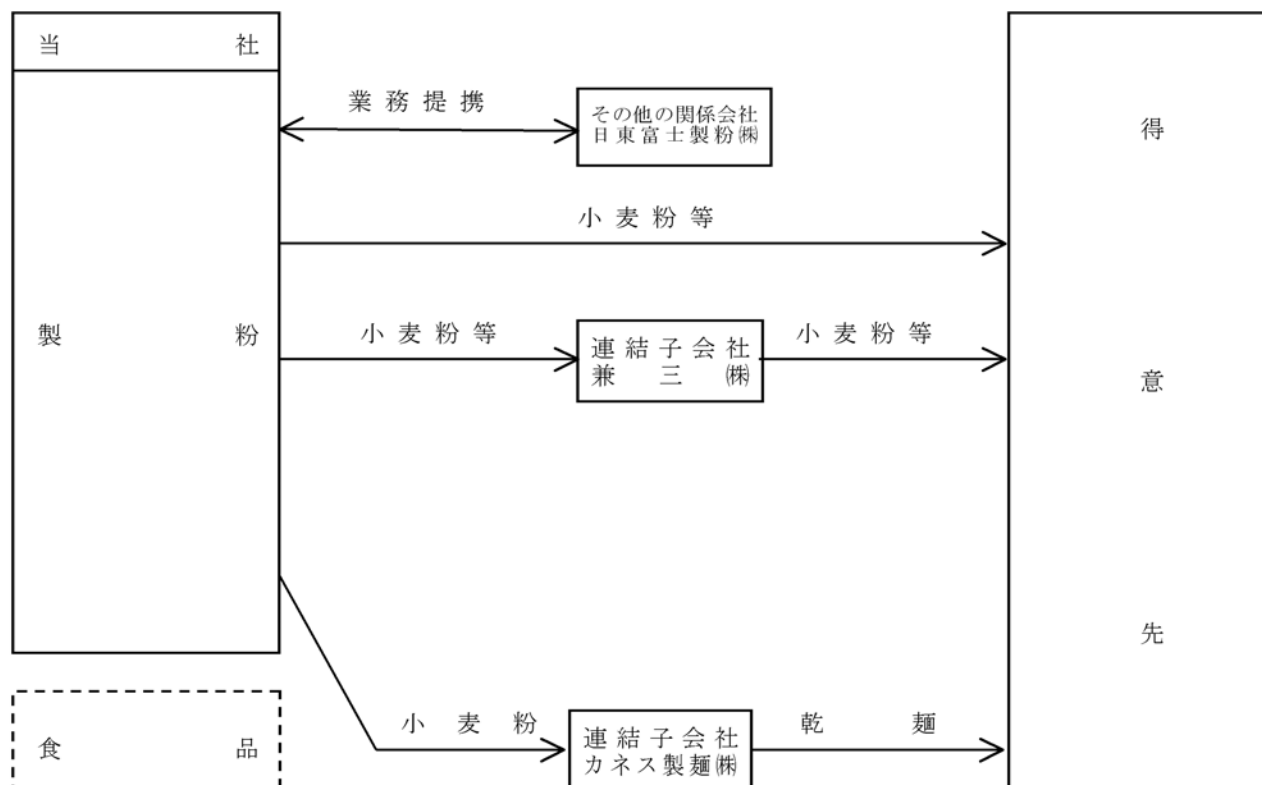 当社
業務提携
その他の関係会社
日東富士製粉㈱
小麦粉等
製粉
小麦粉等
連結子会社
兼三㈱
小麦粉等
得意先
食品
小麦粉
連結子会社
カネス製麺㈱
乾麺